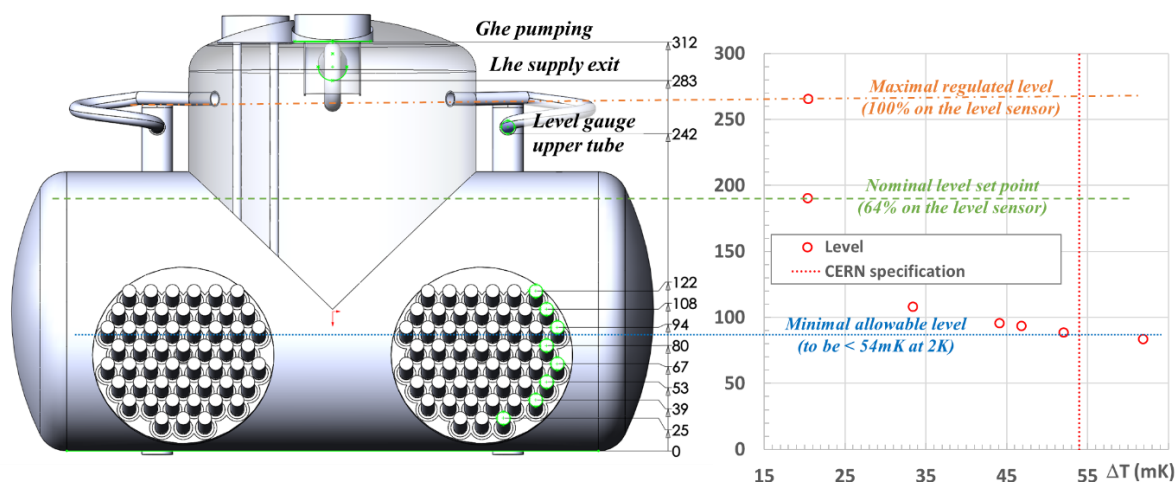 Ghe pumping
312
Lhe supply exit
283
Level gauge
upper tube
242
122
108
94
80
67
53
39
25
0
300
250
200
150
100
50
0
Maximal regulated level
(100% on the level sensor)
Nominal level set point
(64% on the level sensor)
Level
CERN specification
Minimal allowable level
(to be < 54mK at 2K)
15
35
45
55
ΔT (mK)